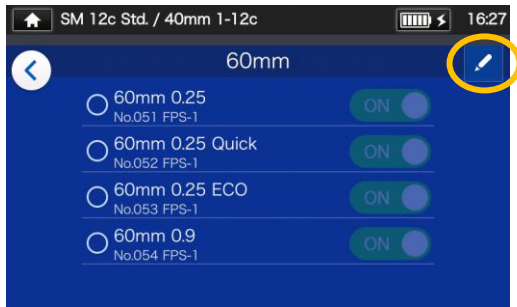 SM 12c Std. / 40mm 1-12c
16:27
60mm
60mm 0.25
No.051 FPS-1
ON
60mm 0.25 Quick
No.052 FPS-1
ON
60mm 0.25 ECO
No.053 FPS-1
ON
60mm 0.9
No.054 FPS-1
ON